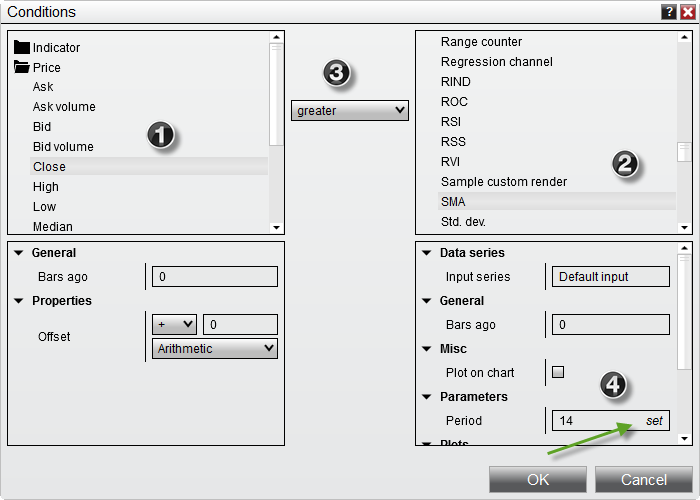 Conditions
?
Indicator
Price
Ask
Ask volume
Bid
Bid volume
Close
High
Low
Median
1
3
greater
Range counter
Regression channel
RIND
ROC
RSI
RSS
RVI
Sample custom render
SMA
Std. dev.
2
General
Bars ago 0
Properties
Offset + 0
Arithmetic
Data series
Input series Default input
General
Bars ago 0
Misc
Plot on chart
4
Parameters
Period 14 set
Plots
OK Cancel